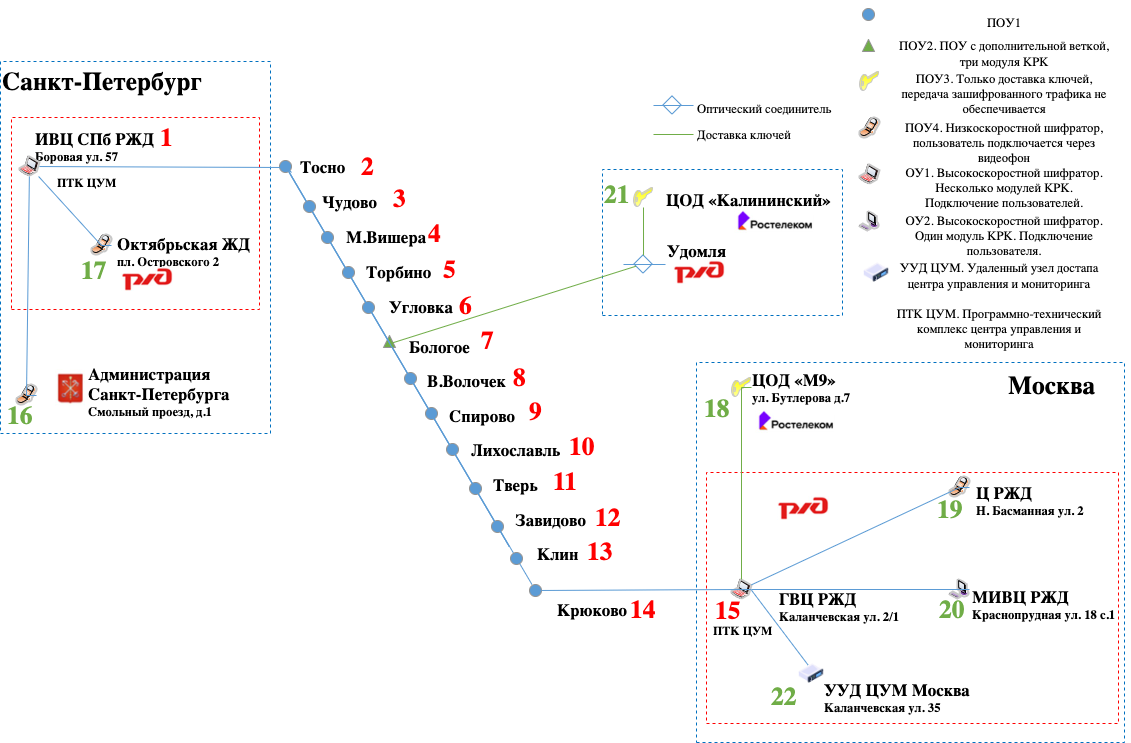 ПОУ1
ПОУ2. ПОУ с дополнительной веткой,
три модуля КРК
ПОУ3. Только доставка ключей,
передача зашифрованного трафика не
обеспечивается
ПОУ4. Низкоскоростной шифратор,
пользователь подключается через
видеофон
ОУ1. Высокоскоростной шифратор.
Несколько модулей КРК.
Подключение пользователей.
ОУ2. Высокоскоростной шифратор.
Один модуль КРК. Подключение
пользователя.
УУД ЦУМ. Удаленный узел достапа
центра управления и мониторинга
ПТК ЦУМ. Программно-технический
комплекс центра управления и
мониторинга
Оптический соединитель
Доставка ключей
Санкт-Петербург
ИВЦ СПб РЖД 1
Боровая ул. 57
ПТК ЦУМ
Октябрьская ЖД
17
пл. Островского 2
ржд
Администрация
Санкт-Петербурга
Смольный проезд, д.1
16
Тосно 2
Чудово 3
М.Вишера 4
Торбино 5
Угловка 6
Бологое 7
В.Волочек 8
Спирово 9
Лихославль 10
Тверь 11
Завидово 12
Клин 13
Крюково 14
21
ЦОД «Калининский»
Ростелеком
Удомля
ржд
Москва
ЦОД «М9»
18
ул. Бутлерова д.7
Ростелеком
ржд
Ц РЖД
19
Н. Басманная ул. 2
15
ГВЦ РЖД
Каланчевская ул. 2/1
ПТК ЦУМ
20
МИВЦ РЖД
Краснопрудная ул. 18 с.1
22
УУД ЦУМ Москва
Каланчевская ул. 35